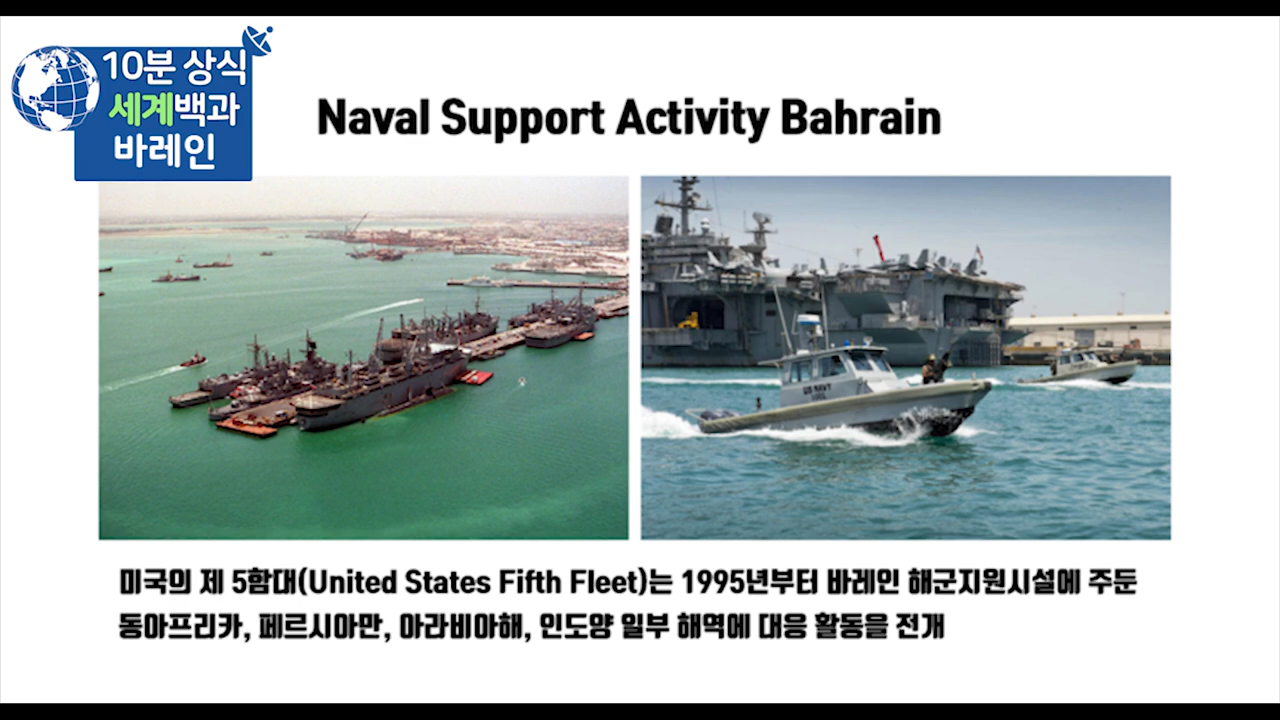 10분 상식
세계백과
바레인
Naval Support Activity Bahrain
US NAVY
미국의 제 5함대(United States Fifth Fleet)는 1995년부터 바레인 해군지원시설에 주둔
동아프리카, 페르시아만, 아라비아해, 인도양 일부 해역에 대응 활동을 전개